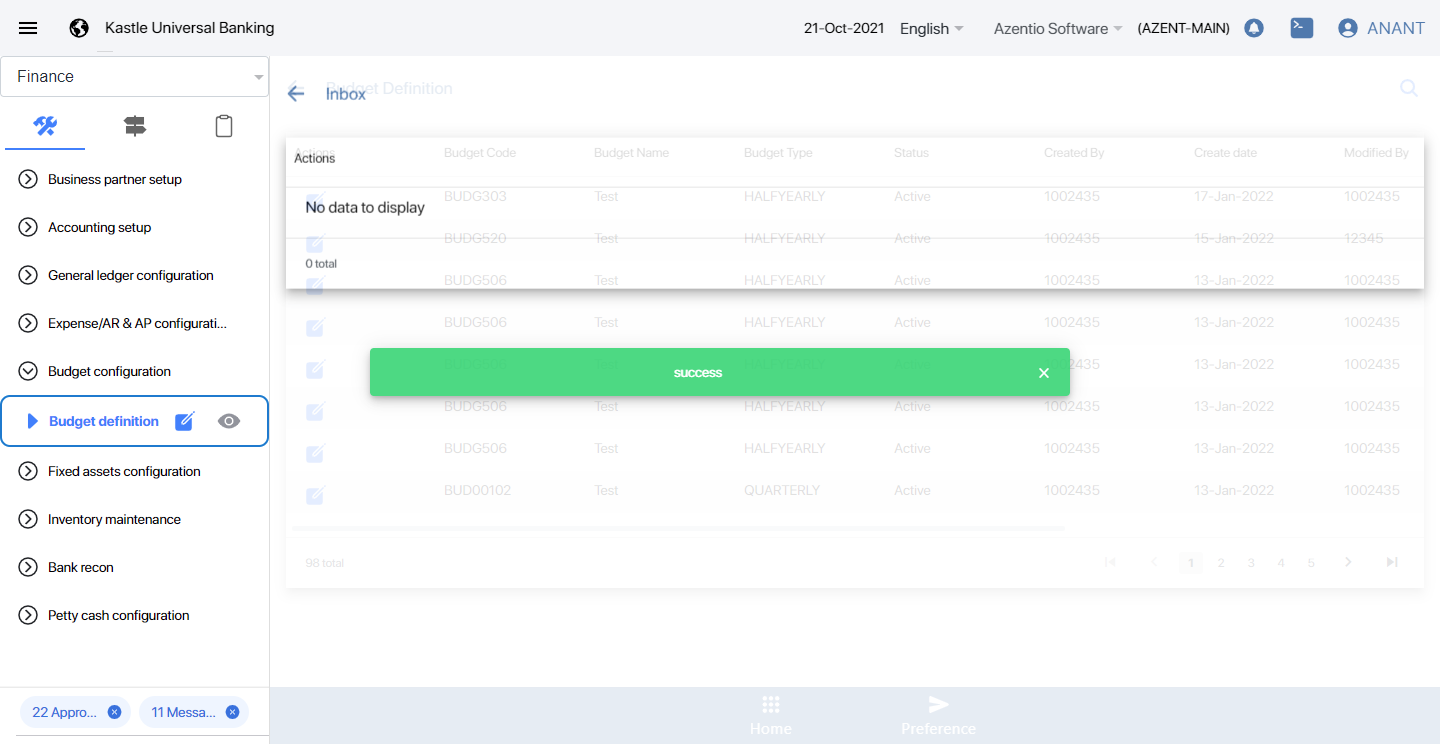 Kastle Universal Banking
21-Oct-2021 English Azentio Software (AZENT-MAIN) ANANT
Finance
Business partner setup
Accounting setup
General ledger configuration
Expense/AR & AP configurati...
Budget configuration
Budget definition
Fixed assets configuration
Inventory maintenance
Bank recon
Petty cash configuration
22 Appro...
11 Messa...
Budget Definition
Inbox
Actions Budget Code Budget Name Budget Type Status Created By Create date Modified By
Actions
BUDG303 Test HALFYEARLY Active 1002435 17-Jan-2022 1002435
No data to display
BUDG520 Test HALFYEARLY Active 1002435 15-Jan-2022 12345
0 total
BUDG506 Test HALFYEARLY Active 1002435 13-Jan-2022 1002435
BUDG506 Test HALFYEARLY Active 1002435 13-Jan-2022 1002435
2435 13-Jan-2022 1002435
success
BUDG506 Test HALFYEARLY Active 1002435 13-Jan-2022 1002435
BUDG506 Test HALFYEARLY Active 1002435 13-Jan-2022 1002435
BUD00102 Test QUARTERLY Active 1002435 13-Jan-2022 1002435
98 total 1 2 3 4 5
Home Preference